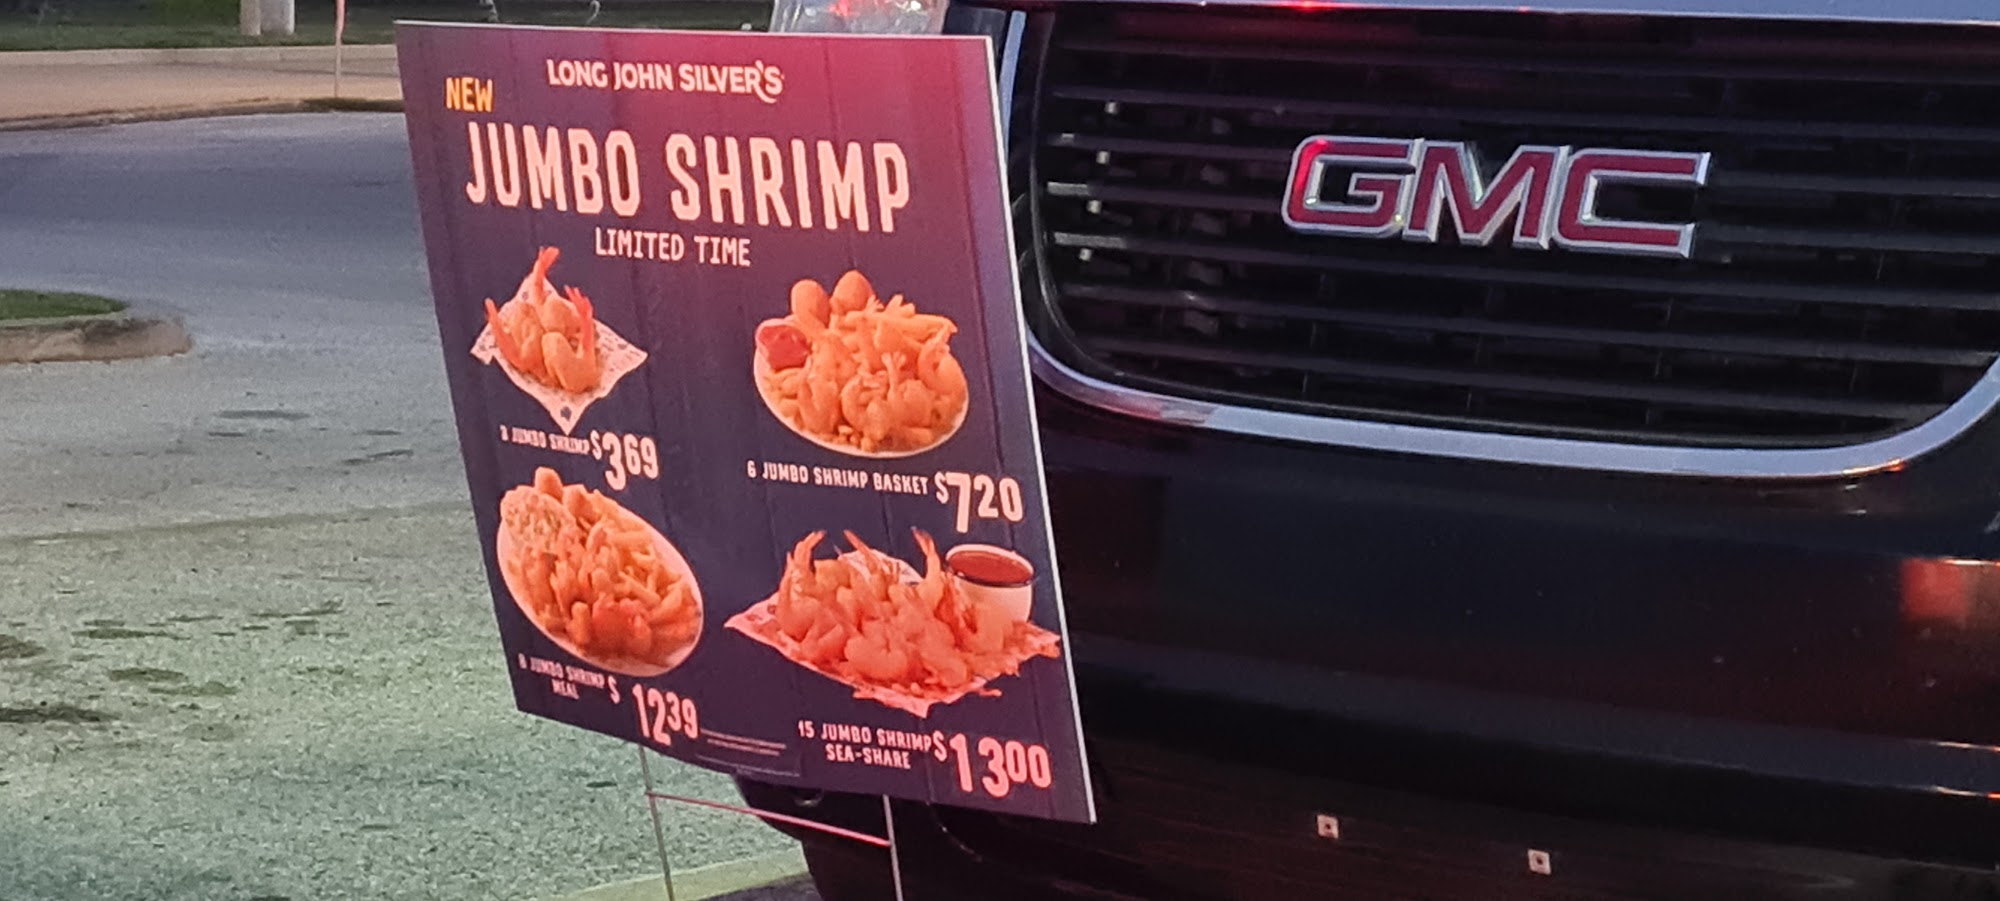 LONG JOHN SILVER'S
NEW
JUMBO SHRIMP
LIMITED TIME
3 JUMBO SHRIMP $369
6 JUMBO SHRIMP BASKET $720
8 JUMBO SHRIMP
MEAL $1239
15 JUMBO SHRIMP
SEA-SHARE $1300
GMC